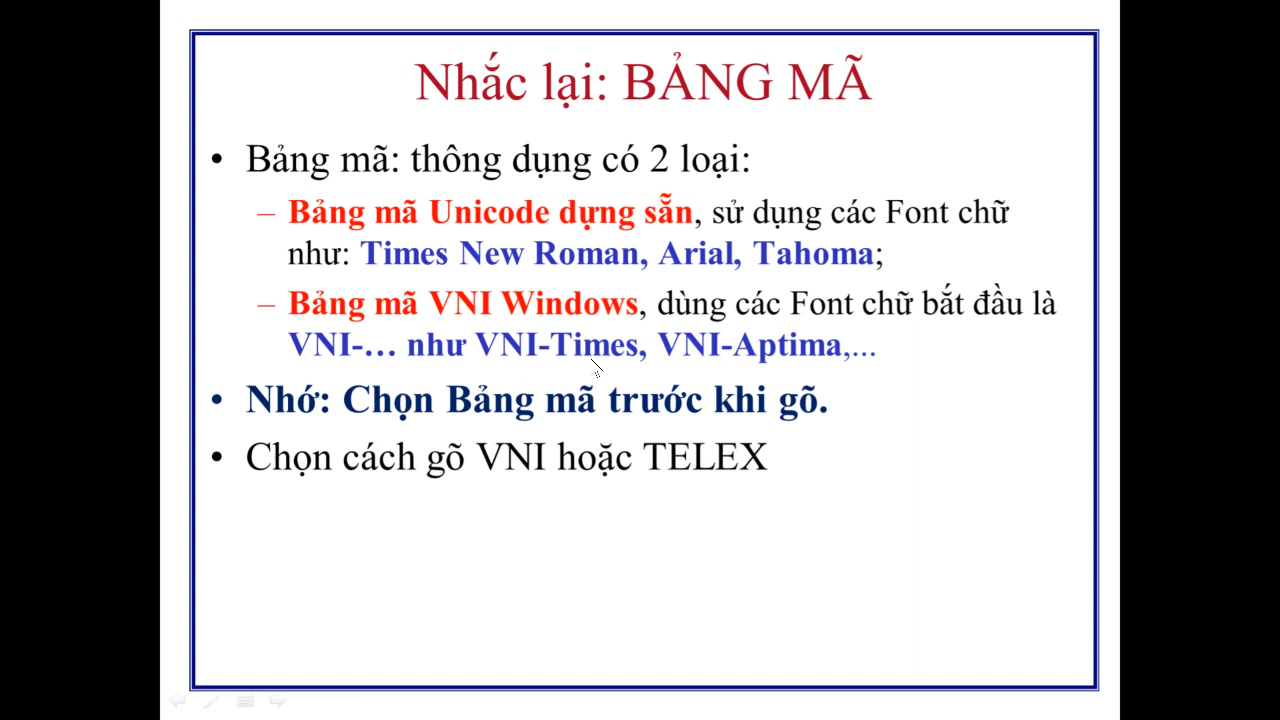 Nhắc lại: BẢNG MÃ
• Bảng mã: thông dụng có 2 loại:
– Bảng mã Unicode dựng sẵn, sử dụng các Font chữ
như: Times New Roman, Arial, Tahoma;
– Bảng mã VNI Windows, dùng các Font chữ bắt đầu là
VNI-… như VNI-Times, VNI-Aptima,...
• Nhớ: Chọn Bảng mã trước khi gõ.
• Chọn cách gõ VNI hoặc TELEX